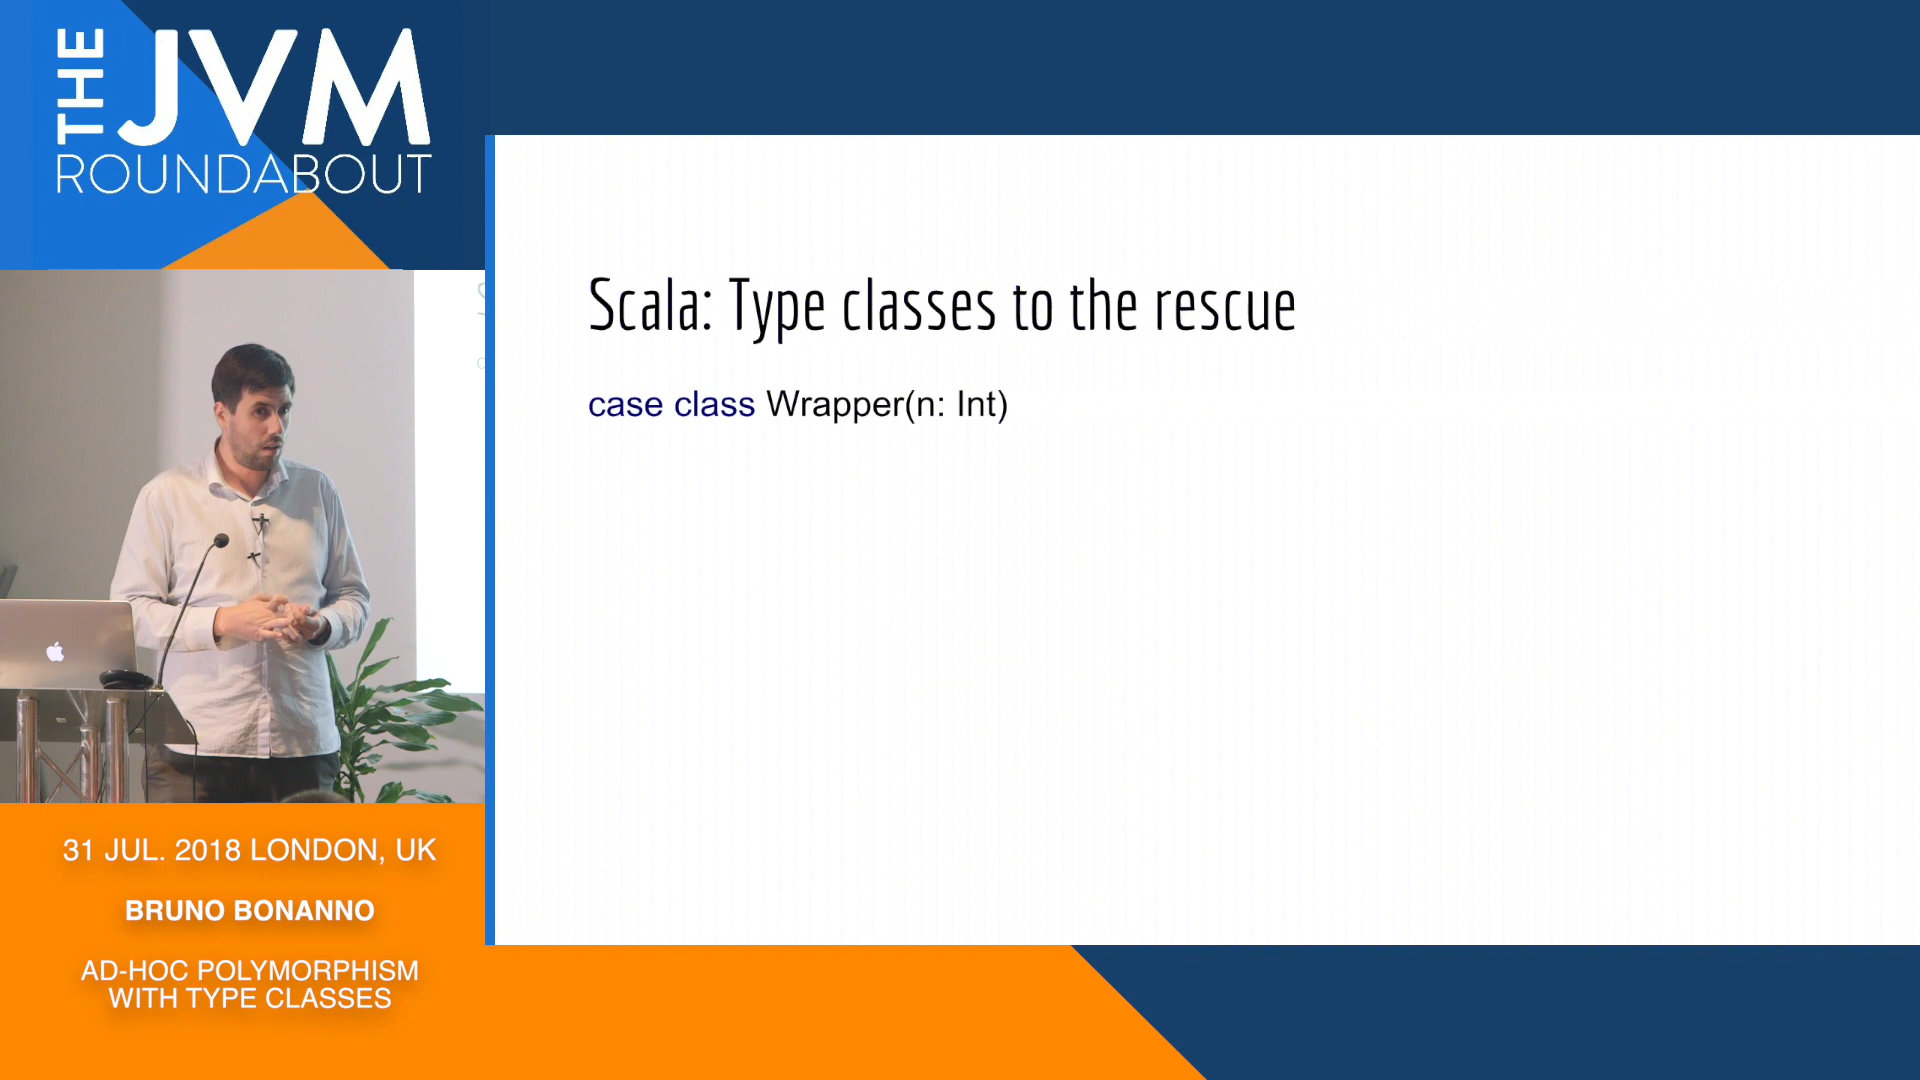 THE JVM
ROUNDABOUT
Scala: Type classes to the rescue
case class Wrapper(n: Int)
31 JUL. 2018 LONDON, UK
BRUNO BONANNO
AD-HOC POLYMORPHISM
WITH TYPE CLASSES